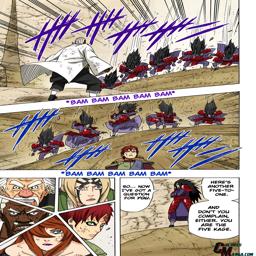 *BAM BAM BAM BAM BAM*
*BAM BAM BAM BAM BAM*
SO... NOW I'VE
GOT A
QUESTION
FOR YOU.
HERE'S
ANOTHER
FIVE-TO-
ONE.
AND
DON'T YOU
COMPLAIN,
EITHER. YOU
ARE THE
FIVE KAGE.